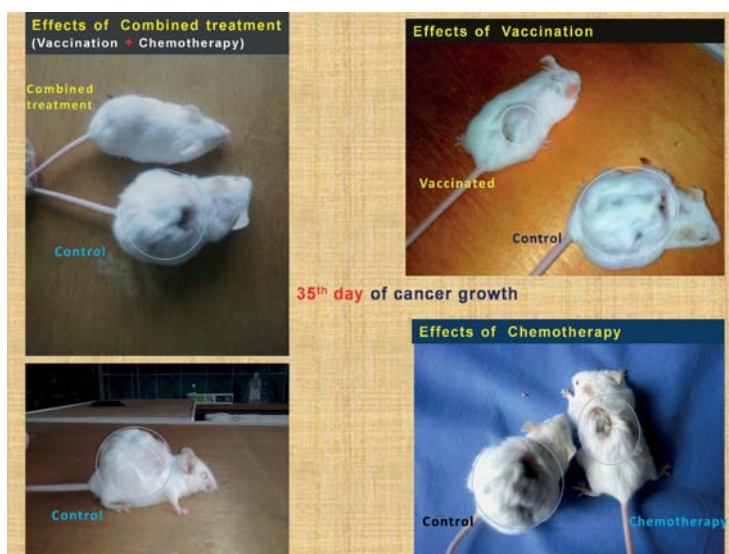 Effects of Combined treatment
(Vaccination + Chemotherapy)
Combined
treatment
Control
Effects of Vaccination
Vaccinated
Control
35th day of cancer growth
Control
Effects of Chemotherapy
Control
Chemotherapy